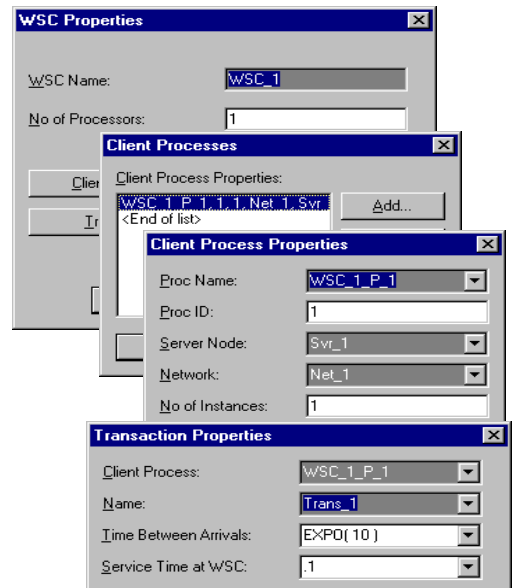 WSC Properties
WSC Name: WSC_1
No of Processors: 1
Client Processes
Client Process Properties:
WSC_1_P_1, 1, 1, Net_1, Svr
<End of list>
Add...
Client Process Properties
Proc Name: WSC_1_P_1
Proc ID: 1
Server Node: Svr_1
Network: Net_1
No of Instances: 1
Transaction Properties
Client Process: WSC_1_P_1
Name: Trans_1
Time Between Arrivals: EXPO( 10 )
Service Time at WSC: .1